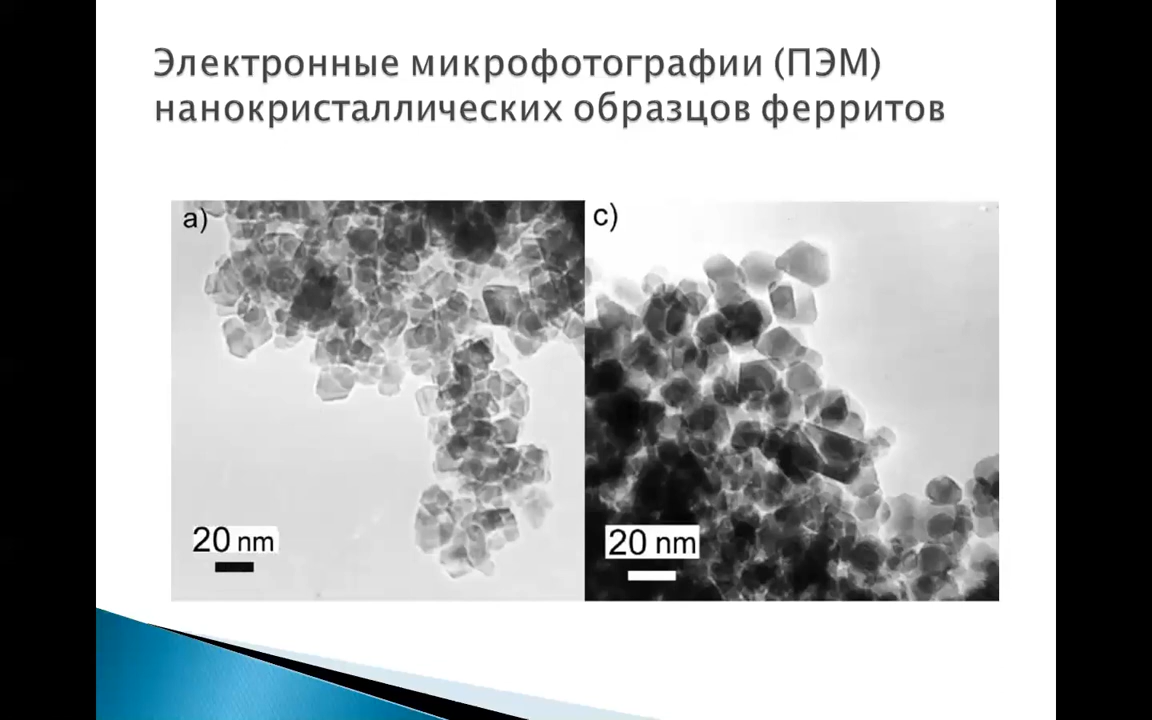 Электронные микрофотографии (ПЭМ)
нанокристаллических образцов ферритов
a)
c)
20 nm
20 nm